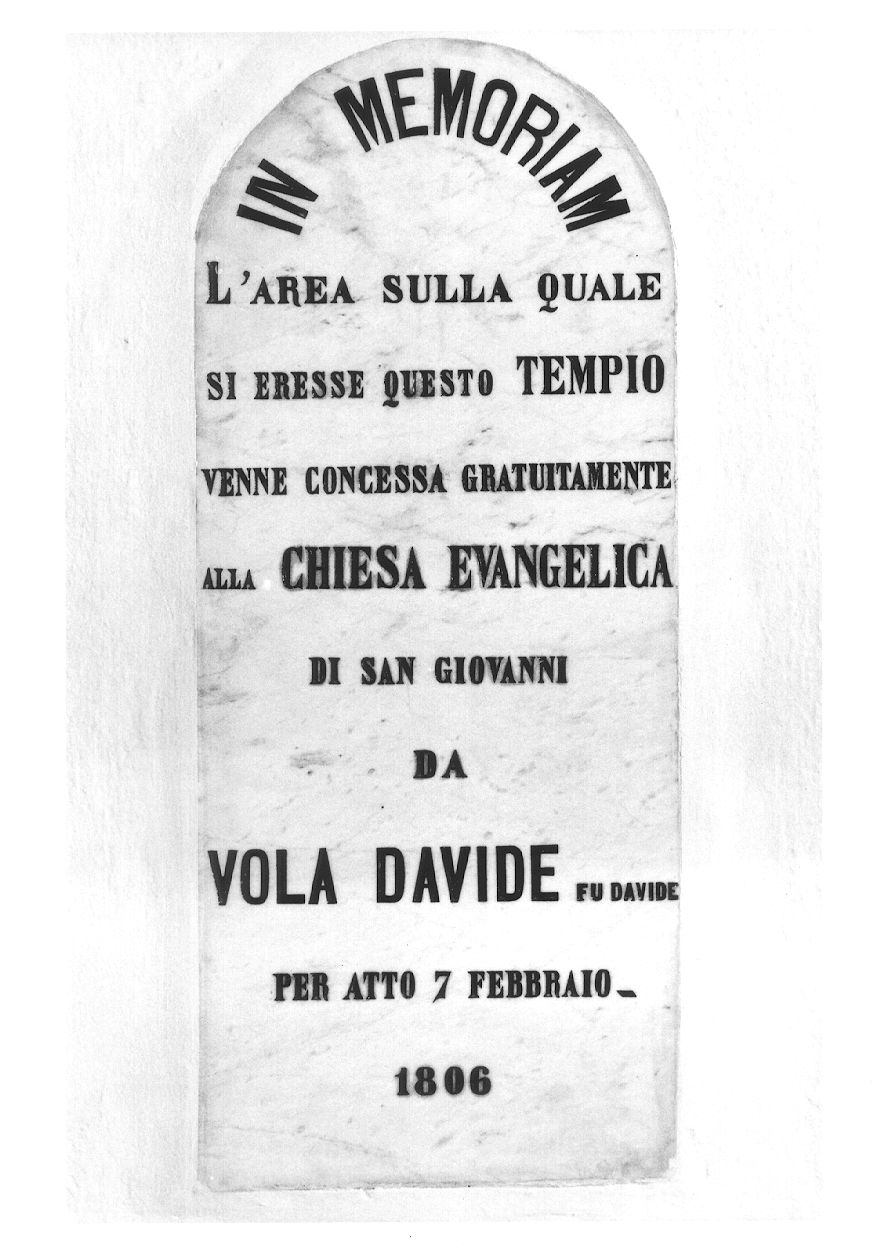 IN MEMORIAM
L'AREA SULLA QUALE
SI ERESSE QUESTO TEMPIO
VENNE CONCESSA GRATUITAMENTE
ALLA CHIESA EVANGELICA
DI SAN GIOVANNI
DA
VOLA DAVIDE FU DAVIDE
PER ATTO 7 FEBBRAIO_
1806